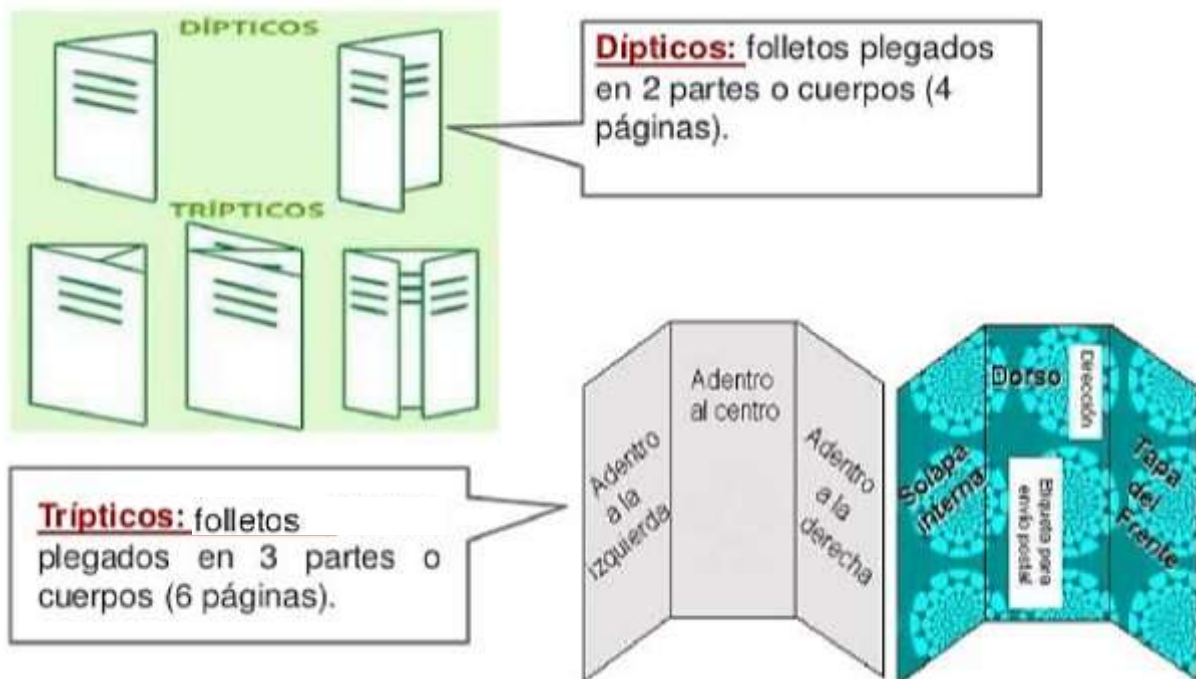 DÍPTICOS
Dípticos: folletos plegados
en 2 partes o cuerpos (4
páginas).
TRÍPTICOS
Trípticos: folletos
plegados en 3 partes o
cuerpos (6 páginas).
Adentro
a la
izquierda
Adentro
al centro
Adentro
a la
derecha
Solapa
interna
Dorso
Dirección
Etiqueta para
envío postal
Tapa
del
Frente